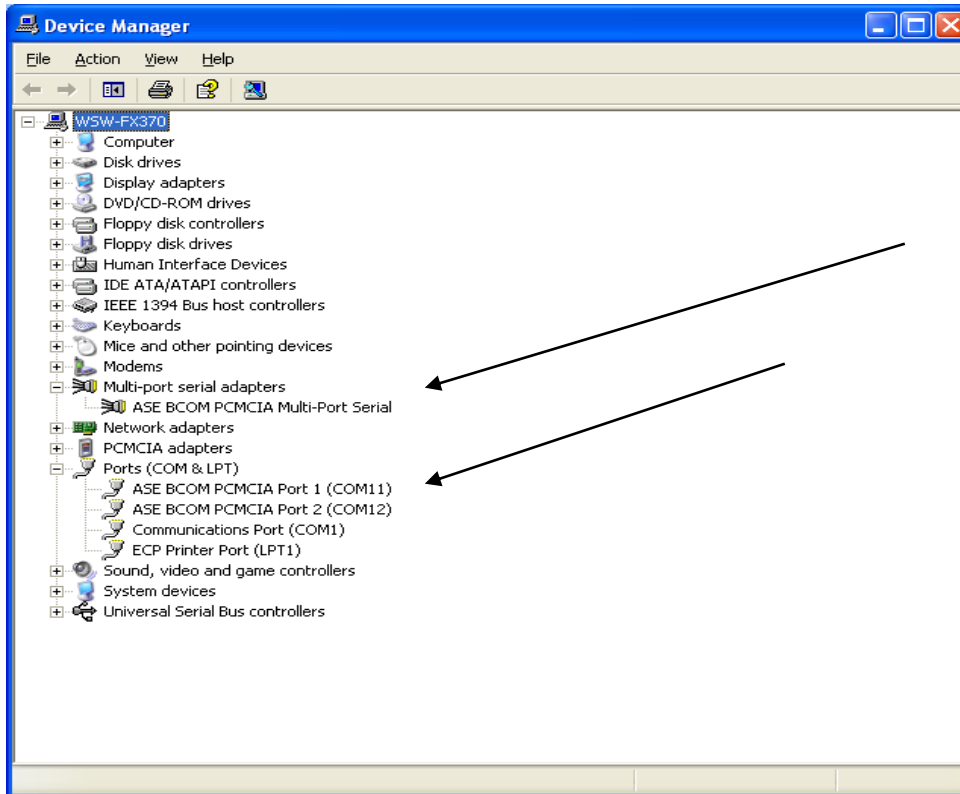 Device Manager
File Action View Help
WSW-FX370
Computer
Disk drives
Display adapters
DVD/CD-ROM drives
Floppy disk controllers
Floppy disk drives
Human Interface Devices
IDE ATA/ATAPI controllers
IEEE 1394 Bus host controllers
Keyboards
Mice and other pointing devices
Modems
Multi-port serial adapters
ASE BCOM PCMCIA Multi-Port Serial
Network adapters
PCMCIA adapters
Ports (COM & LPT)
ASE BCOM PCMCIA Port 1 (COM11)
ASE BCOM PCMCIA Port 2 (COM12)
Communications Port (COM1)
ECP Printer Port (LPT1)
Sound, video and game controllers
System devices
Universal Serial Bus controllers